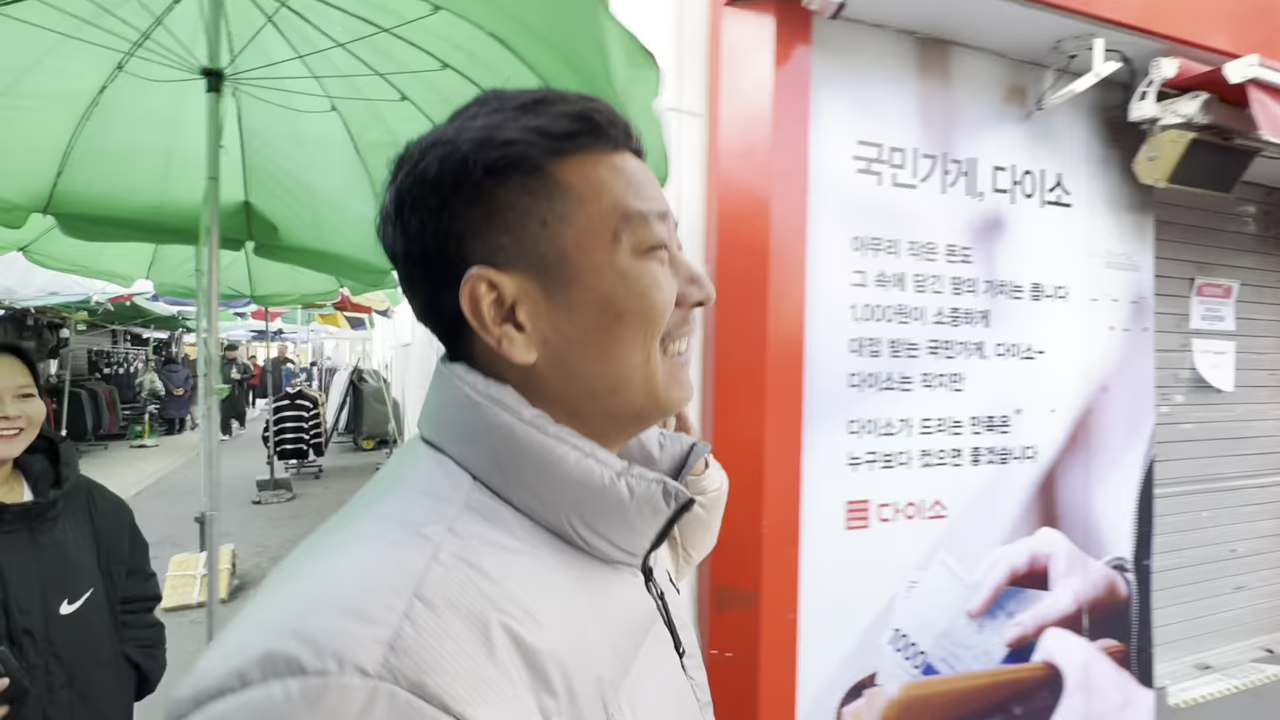 국민가게, 다이소
아무리 작은 돈도
그 속에 담긴 땀의 가치는 큽니다
1,000원이 소중하게
대접 받는 국민가게, 다이소~
다이소는 작지만
다이소가 드리는 만족은
누구보다 컸으면 좋겠습니다
다이소
1000